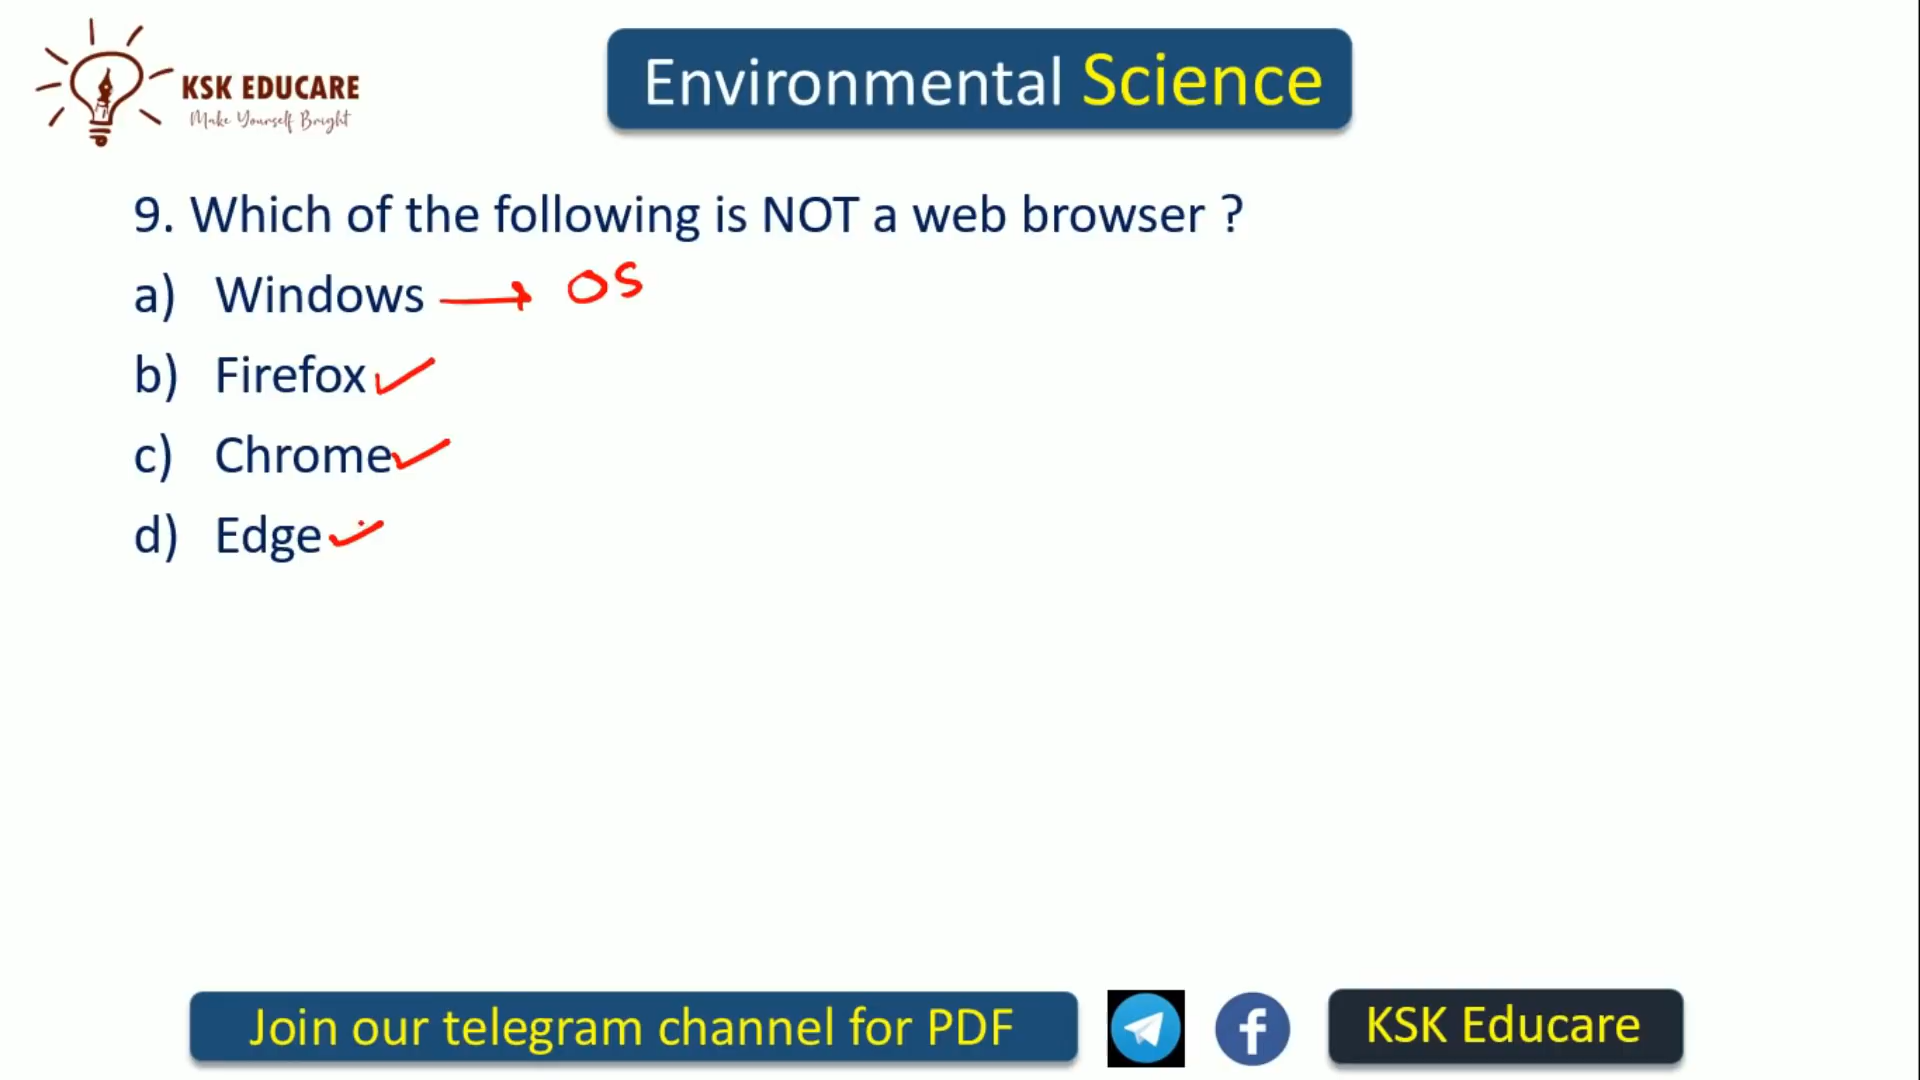 KSK EDUCARE
Make Yourself Bright
Environmental Science
9. Which of the following is NOT a web browser ?
a) Windows → OS
b) Firefox ✓
c) Chrome ✓
d) Edge ✓
Join our telegram channel for PDF
KSK Educare